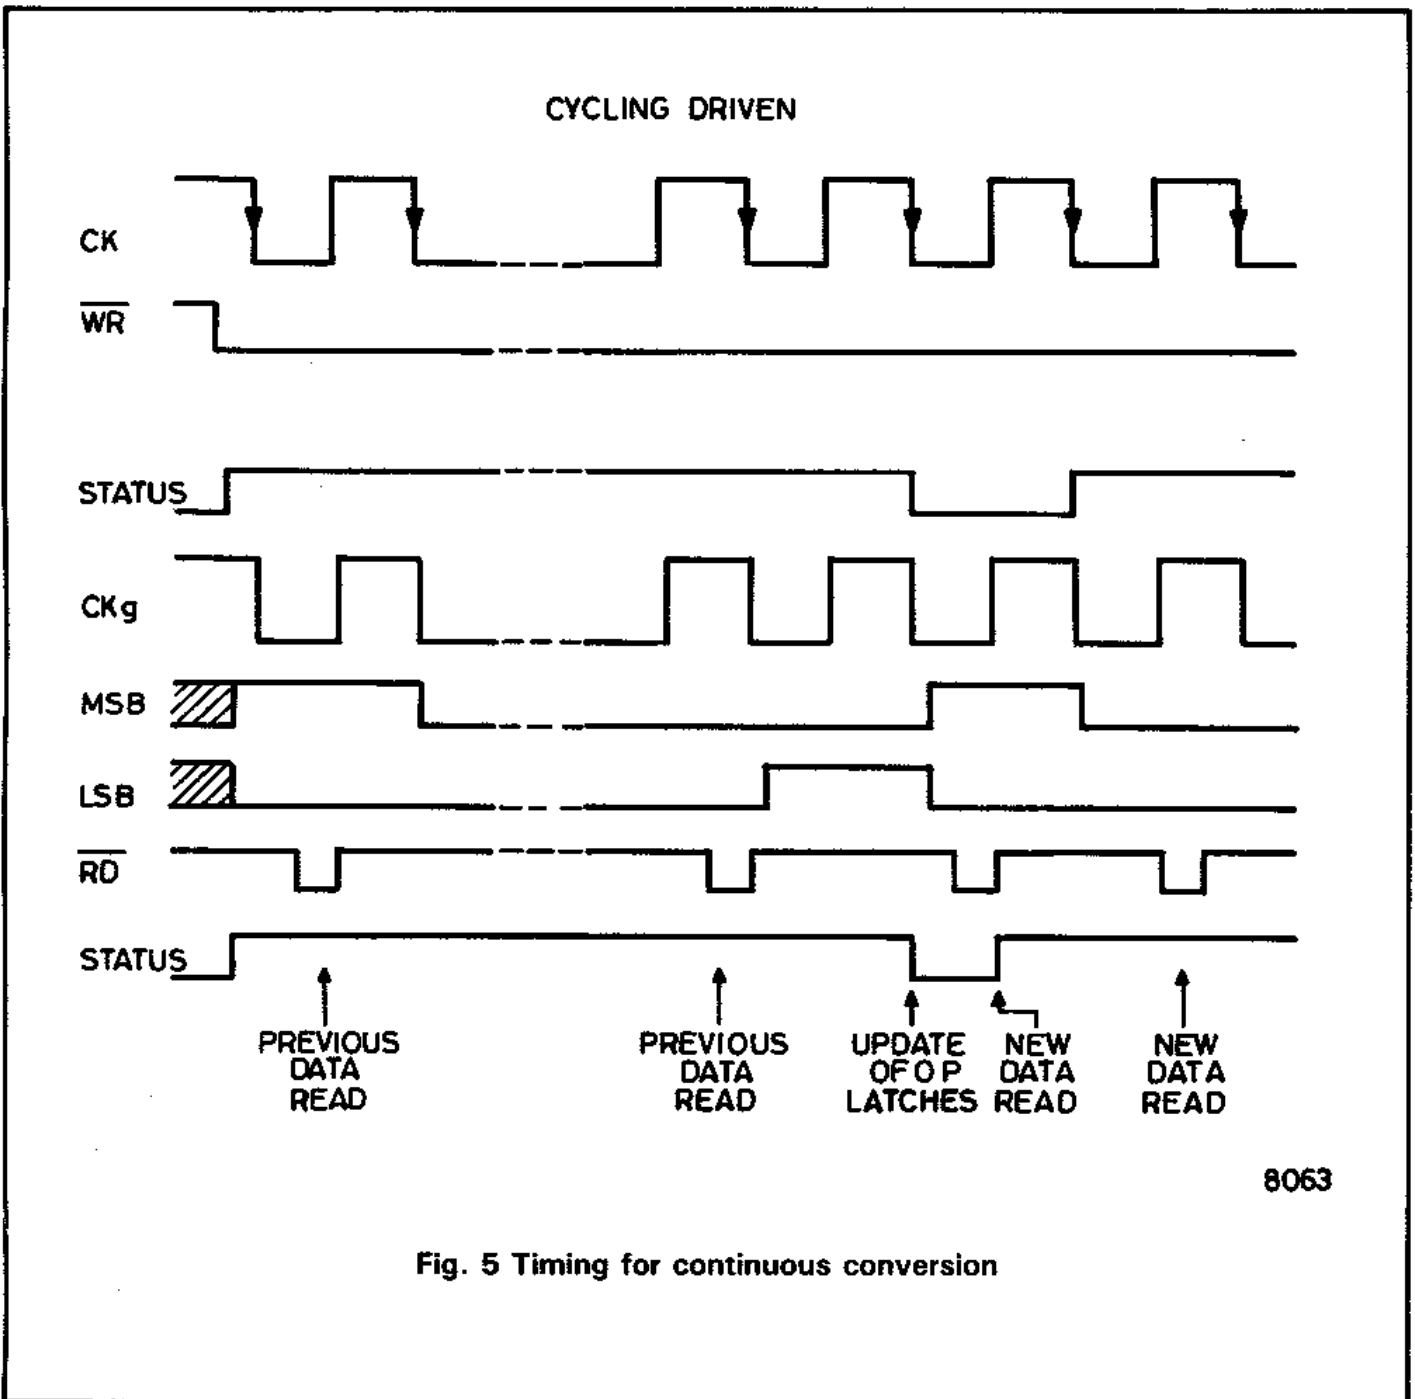 CYCLING DRIVEN
CK
WR
STATUS
CKg
MSB
LSB
RD
STATUS
PREVIOUS
DATA
READ
PREVIOUS
DATA
READ
UPDATE
OF O P
LATCHES
NEW
DATA
READ
NEW
DATA
READ
8063
Fig. 5 Timing for continuous conversion